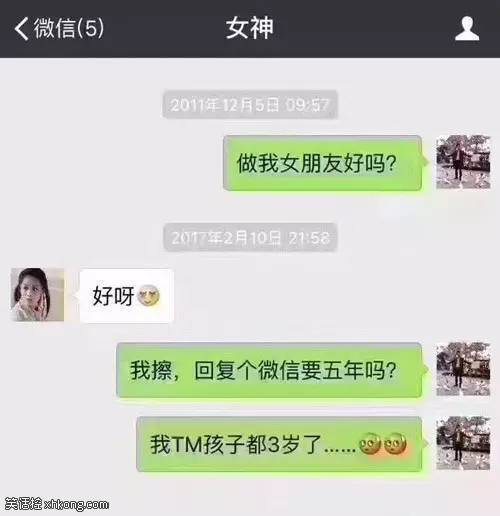 微信(5)
女神
2011年12月5日 09:57
做我女朋友好吗?
2017年2月10日 21:58
好呀
我擦，回复个微信要五年吗?
我TM孩子都3岁了......
笑话捡 xhkong.com